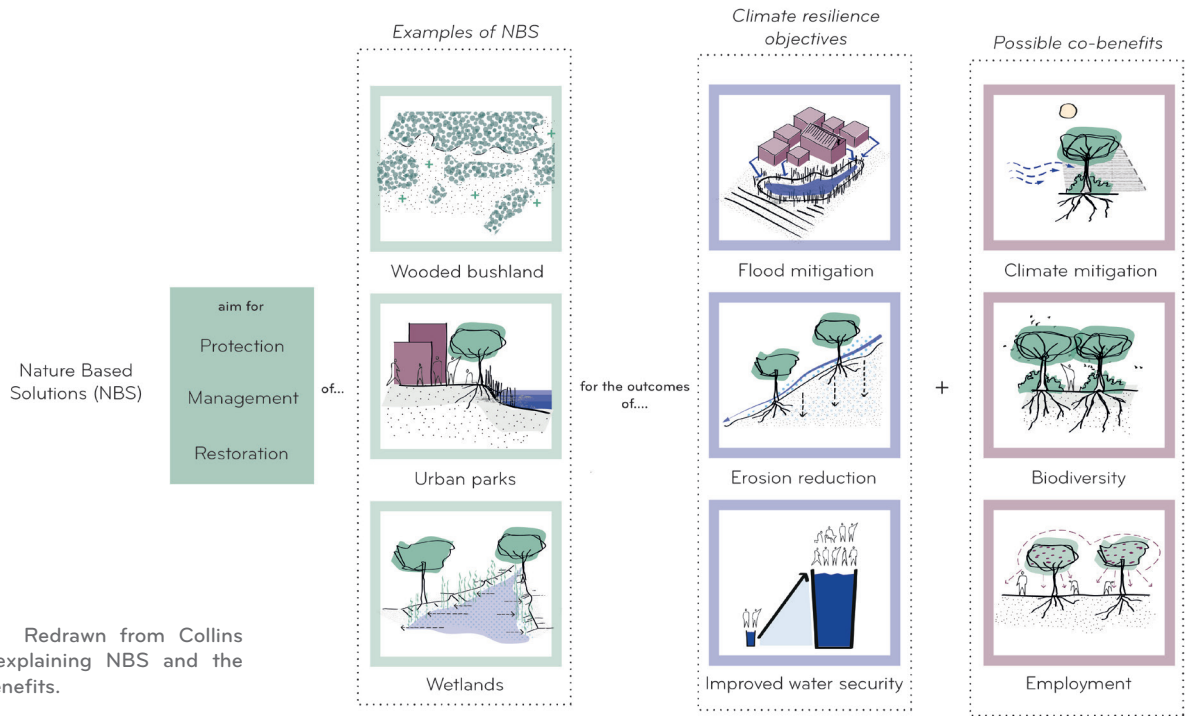 Nature Based
Solutions (NBS)
aim for
Protection
Management
Restoration
of...
Examples of NBS
Wooded bushland
Urban parks
Wetlands
for the outcomes
of....
Climate resilience
objectives
Flood mitigation
Erosion reduction
Improved water security
+
Possible co-benefits
Climate mitigation
Biodiversity
Employment
Redrawn from Collins
explaining NBS and the